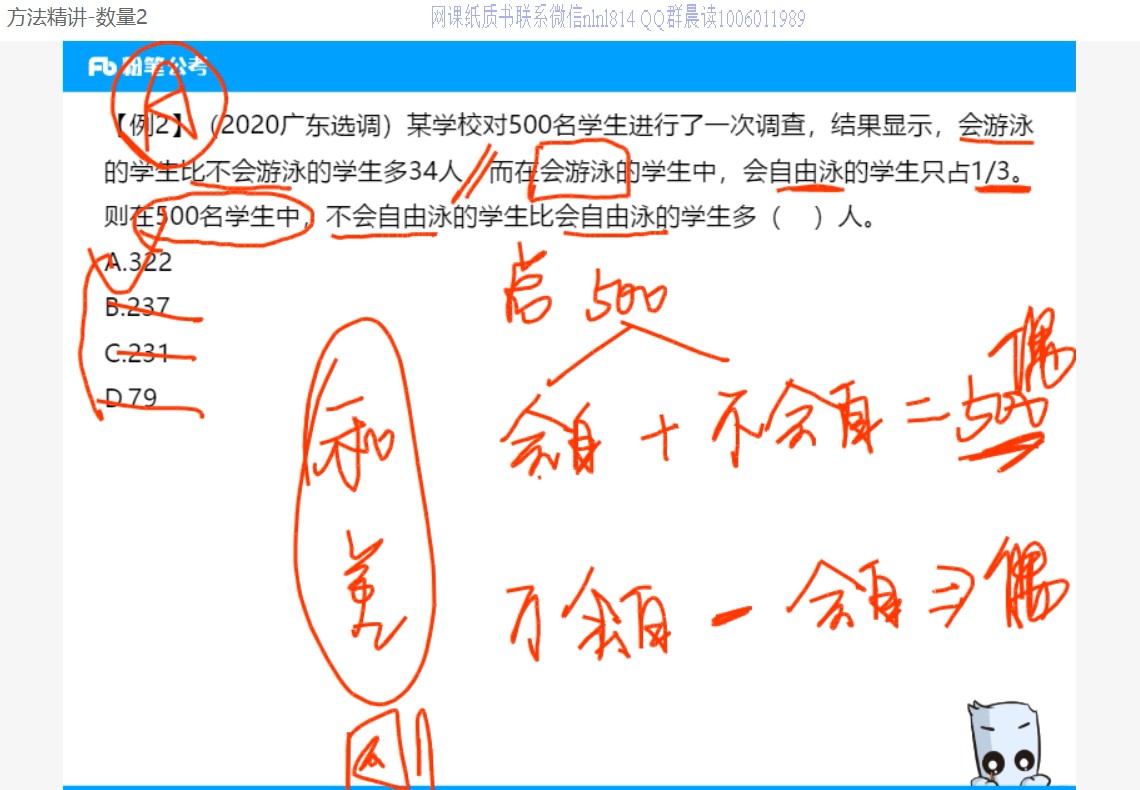 方法精讲-数量2
网课纸质书联系微信nlnl814 QQ群晨读1006011989
粉笔公考
A
【例2】(2020广东选调)某学校对500名学生进行了一次调查，结果显示，会游泳
的学生比不会游泳的学生多34人，而在会游泳的学生中，会自由泳的学生只占1/3。
则在500名学生中，不会自由泳的学生比会自由泳的学生多（ ）人。
A.322
B.237
C.231
D.79
总 500
会自 + 不会自 = 500 偶
和
差
不会自 - 会自 => 偶